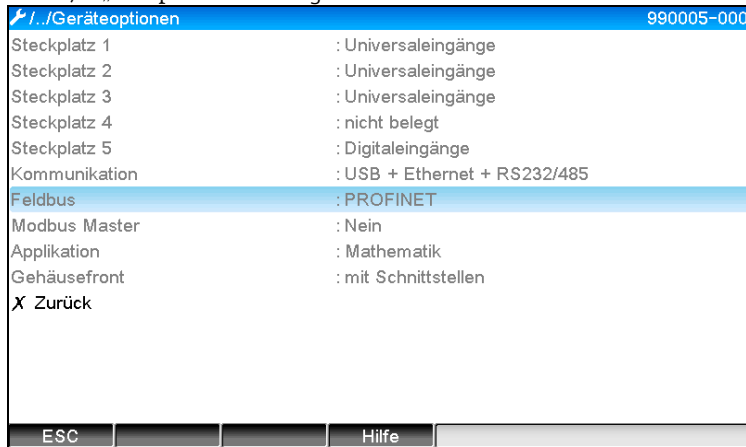 /../Geräteoptionen 990005-000
Steckplatz 1 : Universaleingänge
Steckplatz 2 : Universaleingänge
Steckplatz 3 : Universaleingänge
Steckplatz 4 : nicht belegt
Steckplatz 5 : Digitaleingänge
Kommunikation : USB + Ethernet + RS232/485
Feldbus : PROFINET
Modbus Master : Nein
Applikation : Mathematik
Gehäusefront : mit Schnittstellen
X Zurück
ESC Hilfe